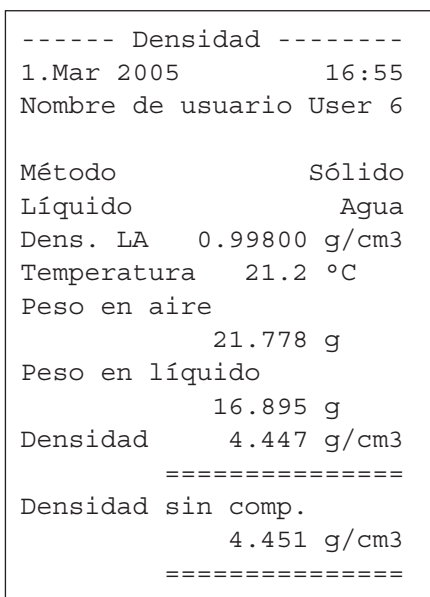 ------ Densidad --------
1.Mar 2005 16:55
Nombre de usuario User 6
Método Sólido
Líquido Agua
Dens. LA 0.99800 g/cm3
Temperatura 21.2 °C
Peso en aire
21.778 g
Peso en líquido
16.895 g
Densidad 4.447 g/cm3
===============
Densidad sin comp.
4.451 g/cm3
===============